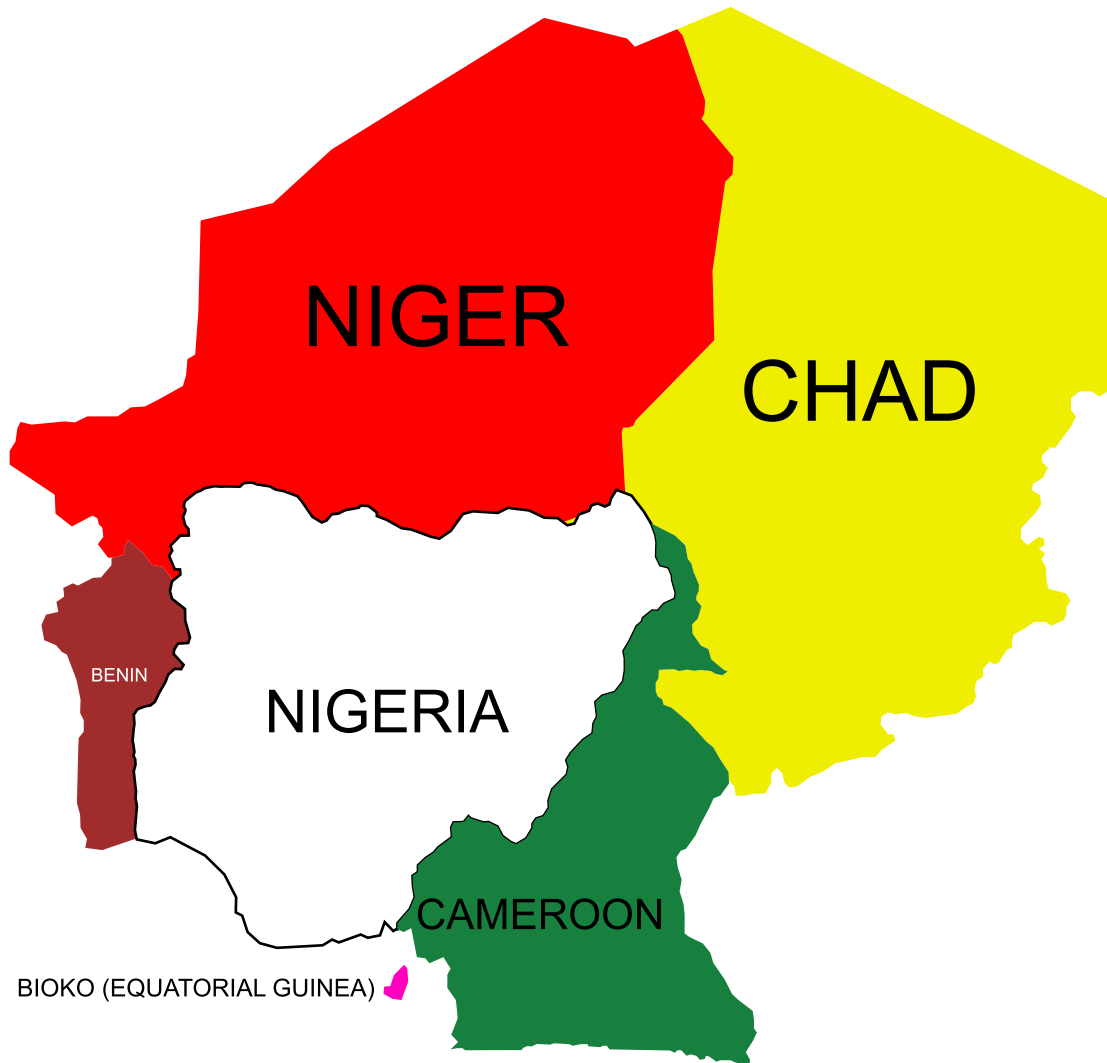 NIGER
CHAD
BENIN
NIGERIA
CAMEROON
BIOKO (EQUATORIAL GUINEA)